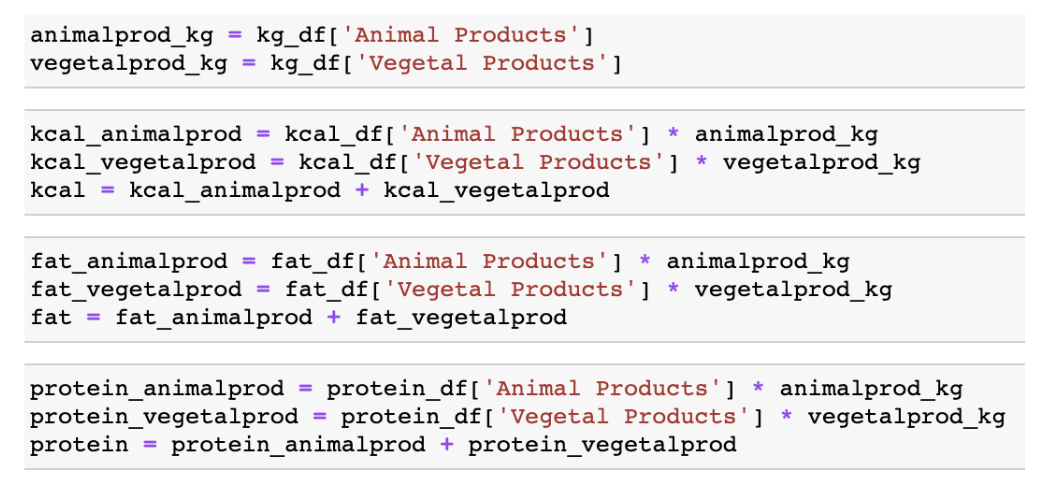 animalprod_kg = kg_df['Animal Products']
vegetalprod_kg = kg_df['Vegetal Products']
kcal_animalprod = kcal_df['Animal Products'] * animalprod_kg
kcal_vegetalprod = kcal_df['Vegetal Products'] * vegetalprod_kg
kcal = kcal_animalprod + kcal_vegetalprod
fat_animalprod = fat_df['Animal Products'] * animalprod_kg
fat_vegetalprod = fat_df['Vegetal Products'] * vegetalprod_kg
fat = fat_animalprod + fat_vegetalprod
protein_animalprod = protein_df['Animal Products'] * animalprod_kg
protein_vegetalprod = protein_df['Vegetal Products'] * vegetalprod_kg
protein = protein_animalprod + protein_vegetalprod